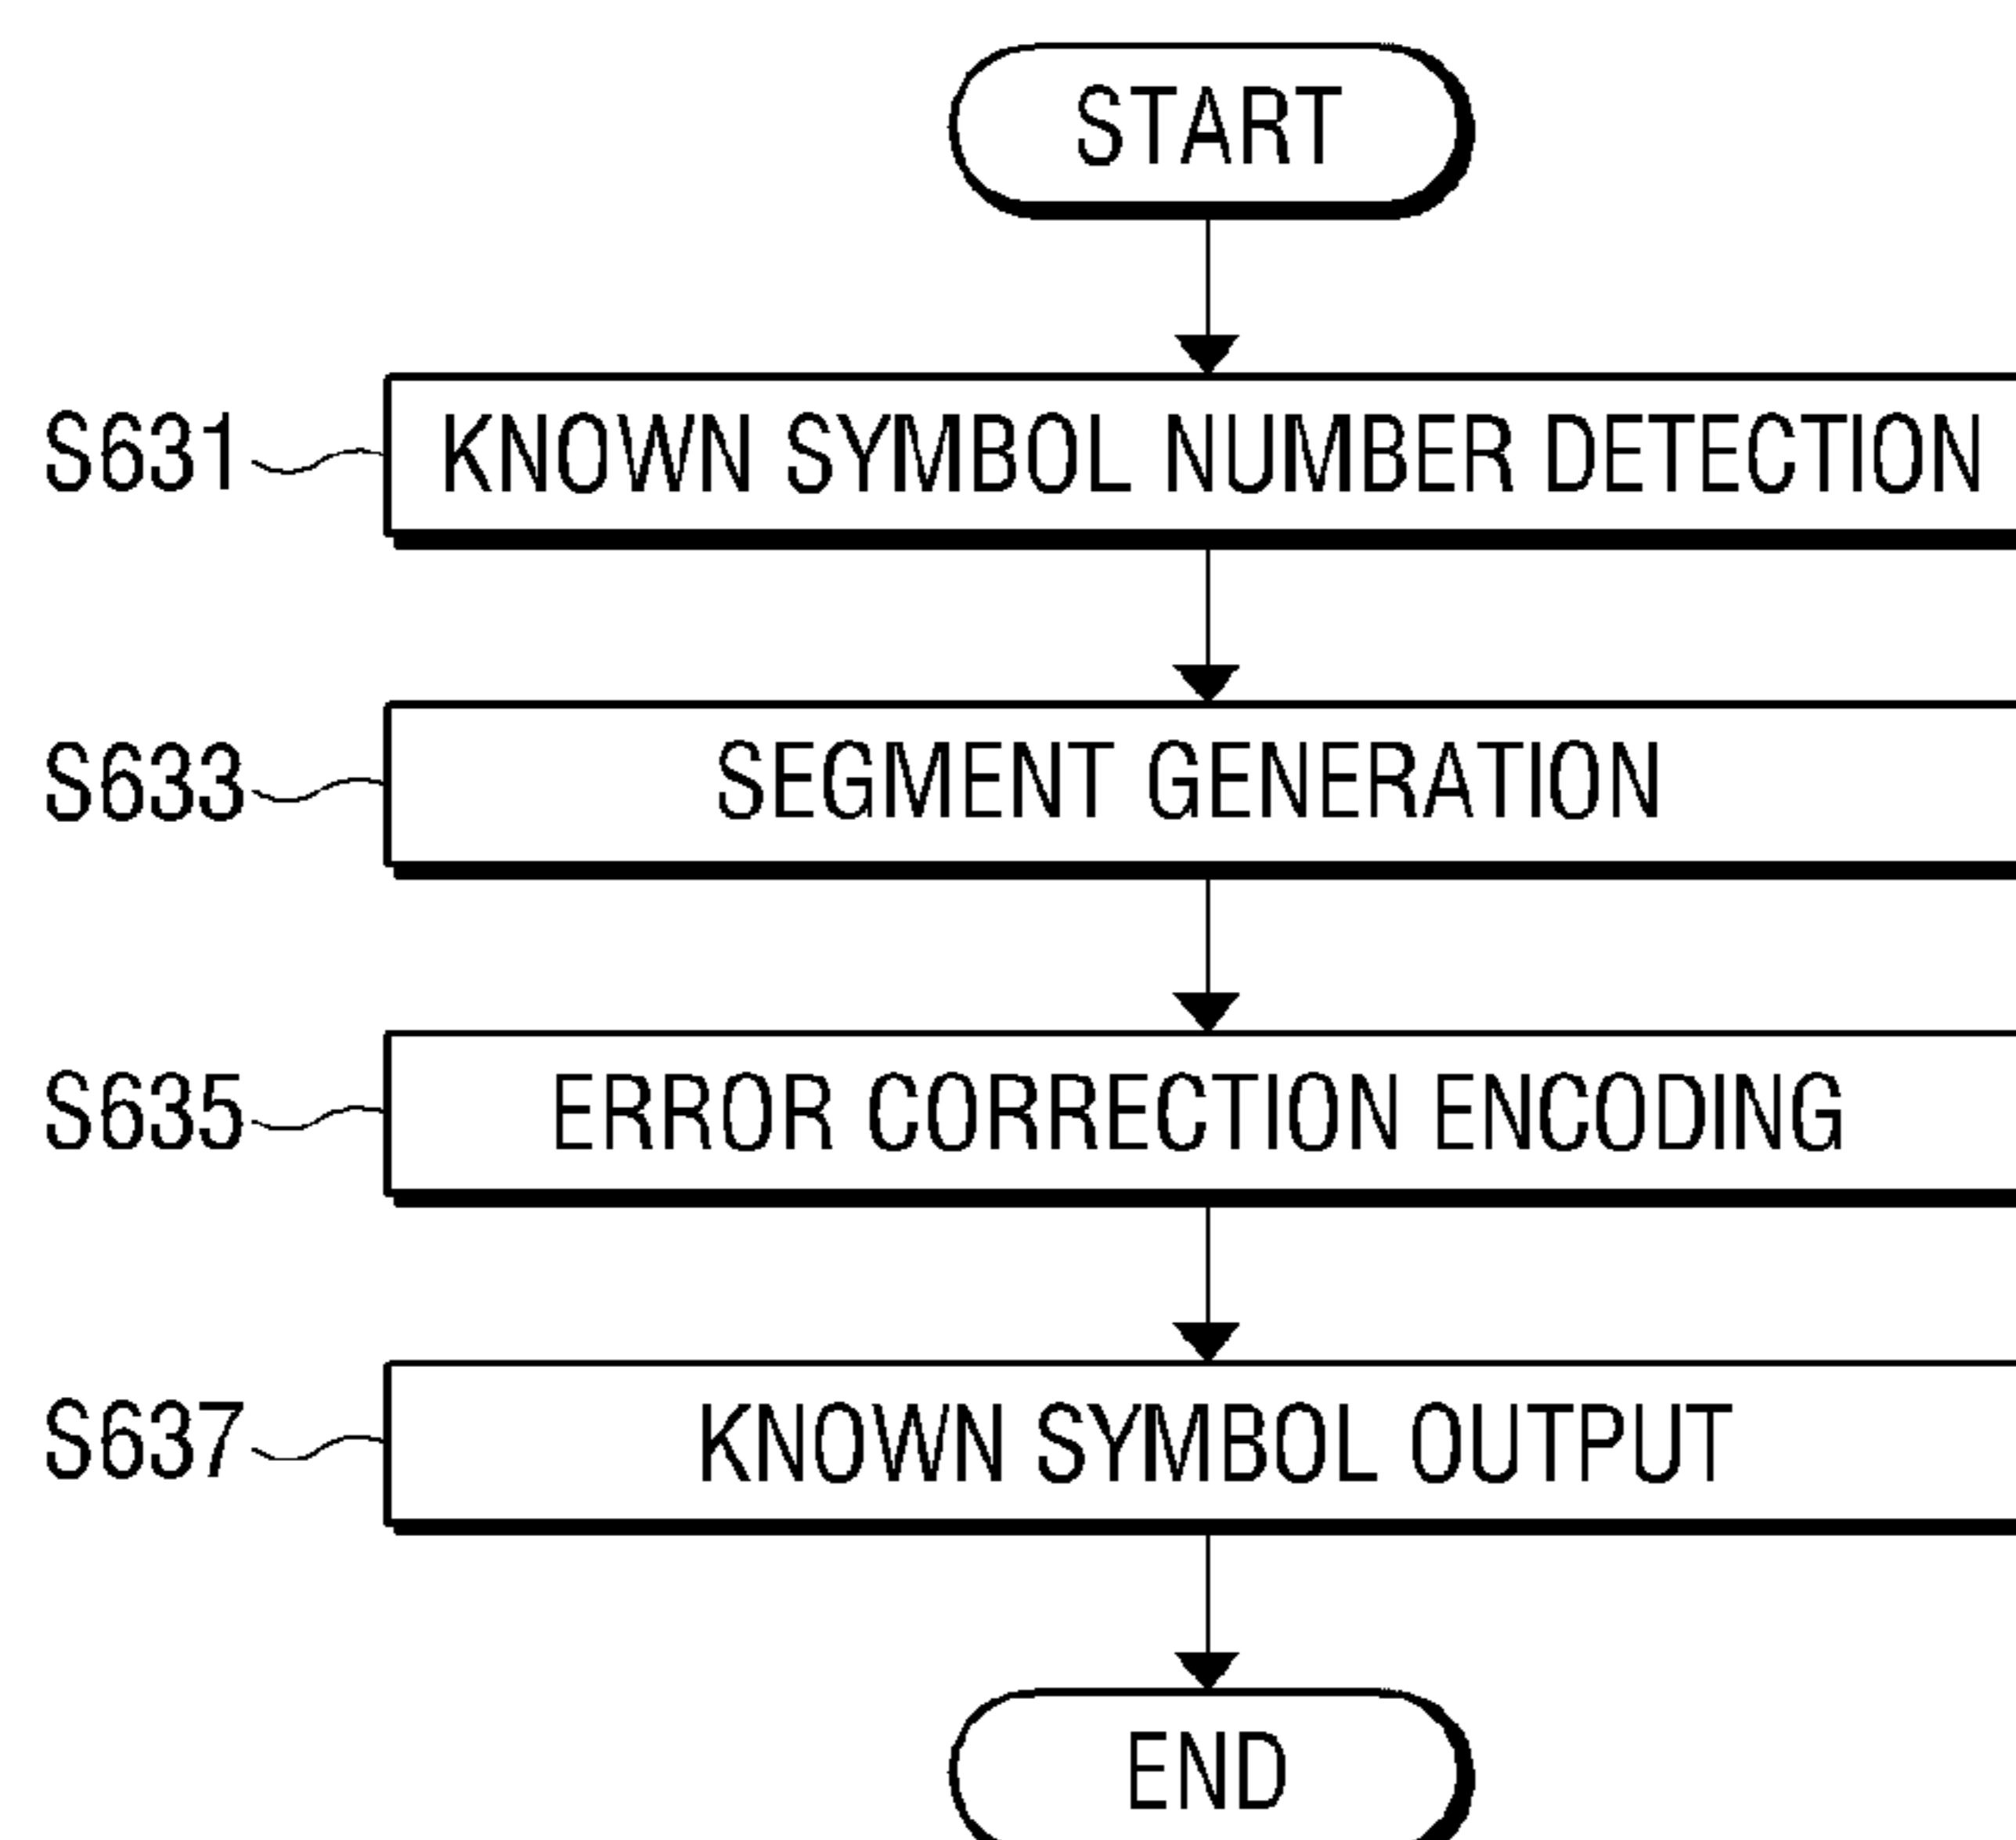 START
S631 KNOWN SYMBOL NUMBER DETECTION
S633 SEGMENT GENERATION
S635 ERROR CORRECTION ENCODING
S637 KNOWN SYMBOL OUTPUT
END